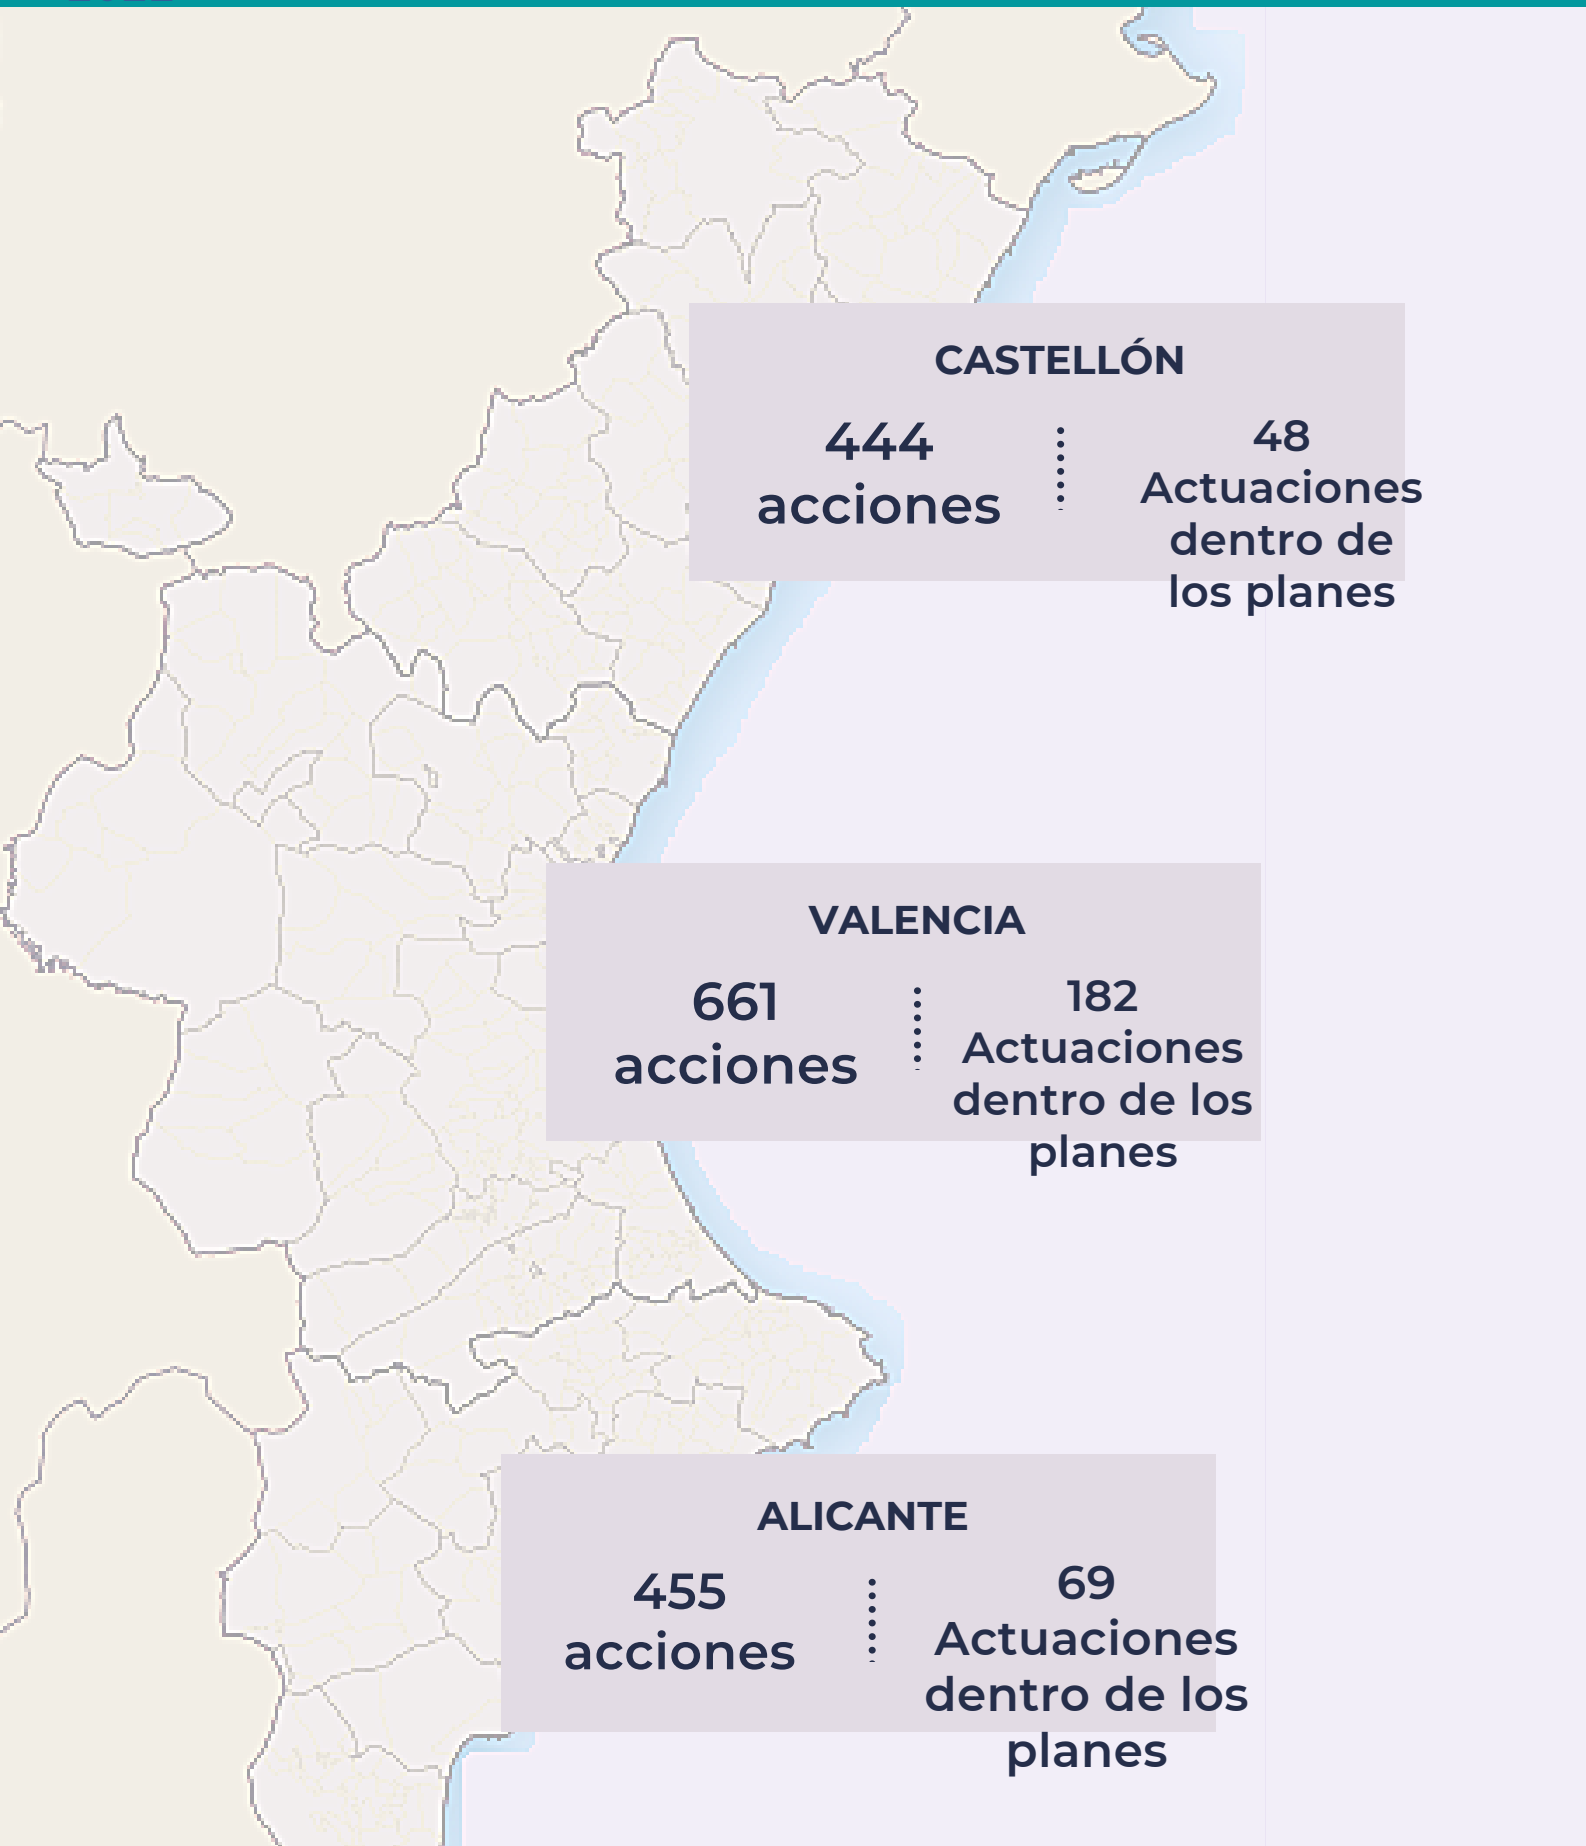 CASTELLÓN
444
acciones
48
Actuaciones
dentro de
los planes
VALENCIA
661
acciones
182
Actuaciones
dentro de los
planes
ALICANTE
455
acciones
69
Actuaciones
dentro de los
planes